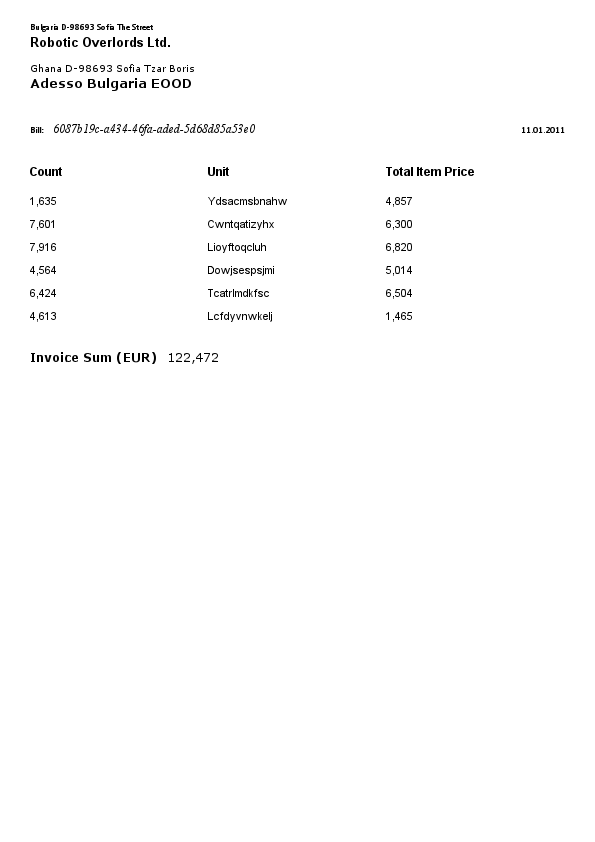 Bulgaria D-98693 Sofia The Street
Robotic Overlords Ltd.
Ghana D-98693 Sofia Tzar Boris
Adesso Bulgaria EOOD
Bill: 6087b19c-a434-46fa-aded-5d68d85a53e0 11.01.2011
Count Unit Total Item Price
1,635 Ydsacmsbnahw 4,857
7,601 Cwntqatizyhx 6,300
7,916 Lioyftoqcluh 6,820
4,564 Dowjsespsjmi 5,014
6,424 Tcatrlmdkfsc 6,504
4,613 Lcfdyvnwkelj 1,465
Invoice Sum (EUR) 122,472